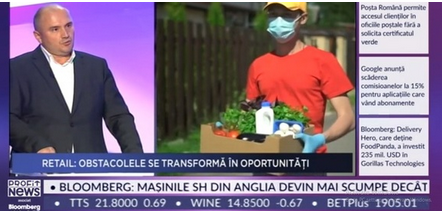 Poșta Română permite
accesul clienților în
oficiile poștale fără a
solicita certificatul
verde
Google anunță
scăderea
comisioanelor la 15%
pentru aplicațiile care
vând abonamente
Bloomberg: Delivery
Hero, care deține
FoodPanda, a investit
235 mil. USD în
Gorillas Technologies
RETAIL: OBSTACOLELE SE TRANSFORMĂ ÎN OPORTUNITĂȚI
PROFIT
NEWS
Bloomberg
• BLOOMBERG: MAȘINILE SH DIN ANGLIA DEVIN MAI SCUMPE DECÂT
TTS 21.8000 0.69 WINE 14.8500 -0.67 BETPLUS 1905.01